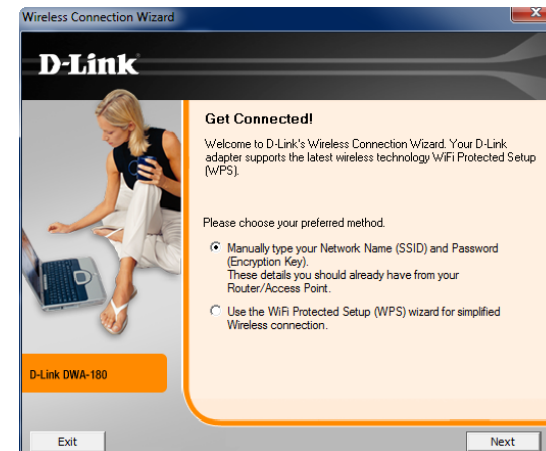 Wireless Connection Wizard
D-Link
Get Connected!
Welcome to D-Link's Wireless Connection Wizard. Your D-Link
adapter supports the latest wireless technology WiFi Protected Setup
(WPS).
Please choose your preferred method.
Manually type your Network Name (SSID) and Password
(Encryption Key).
These details you should already have from your
Router/Access Point.
Use the WiFi Protected Setup (WPS) wizard for simplified
Wireless connection.
D-Link DWA-180
Exit
Next